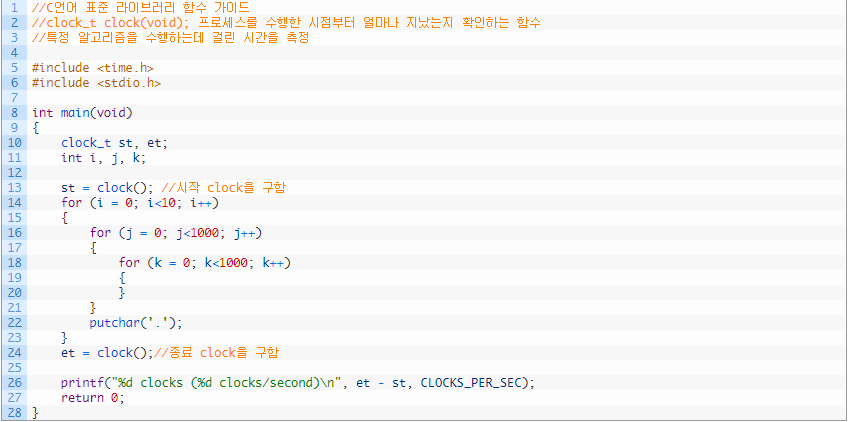 1 //C언어 표준 라이브러리 함수 가이드
2 //clock_t clock(void); 프로세스를 수행한 시점부터 얼마나 지났는지 확인하는 함수
3 //특정 알고리즘을 수행하는데 걸린 시간을 측정
4
5 #include <time.h>
6 #include <stdio.h>
7
8 int main(void)
9 {
10     clock_t st, et;
11     int i, j, k;
12
13     st = clock(); //시작 clock을 구함
14     for (i = 0; i<10; i++)
15     {
16         for (j = 0; j<1000; j++)
17         {
18             for (k = 0; k<1000; k++)
19             {
20             }
21         }
22         putchar('.');
23     }
24     et = clock();//종료 clock을 구함
25
26     printf("%d clocks (%d clocks/second)\n", et - st, CLOCKS_PER_SEC);
27     return 0;
28 }